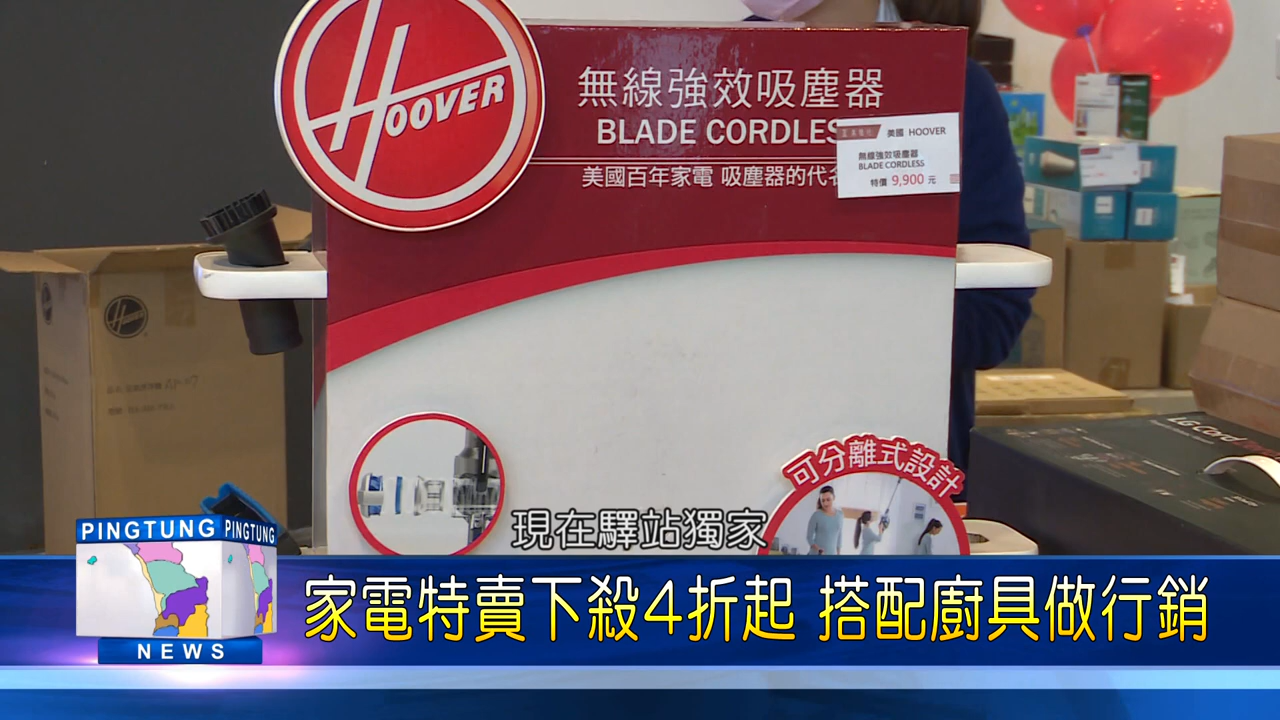 HOOVER
無線強效吸塵器
BLADE CORDLES
美國 HOOVER
無線強效吸塵器
BLADE CORDLESS
特價 9,900 元
美國百年家電 吸塵器的代名
LG Cord
可分離式設計
現在驛站獨家
PINGTUNG PINGTUNG
家電特賣下殺4折起 搭配廚具做行銷
NEWS